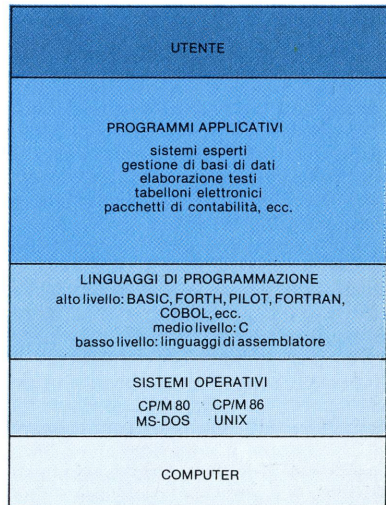 UTENTE
PROGRAMMI APPLICATIVI
sistemi esperti
gestione di basi di dati
elaborazione testi
tabelloni elettronici
pacchetti di contabilità, ecc.
LINGUAGGI DI PROGRAMMAZIONE
alto livello: BASIC, FORTH, PILOT, FORTRAN,
COBOL, ecc.
medio livello: C
basso livello: linguaggi di assemblatore
SISTEMI OPERATIVI
CP/M 80 CP/M 86
MS-DOS UNIX
COMPUTER